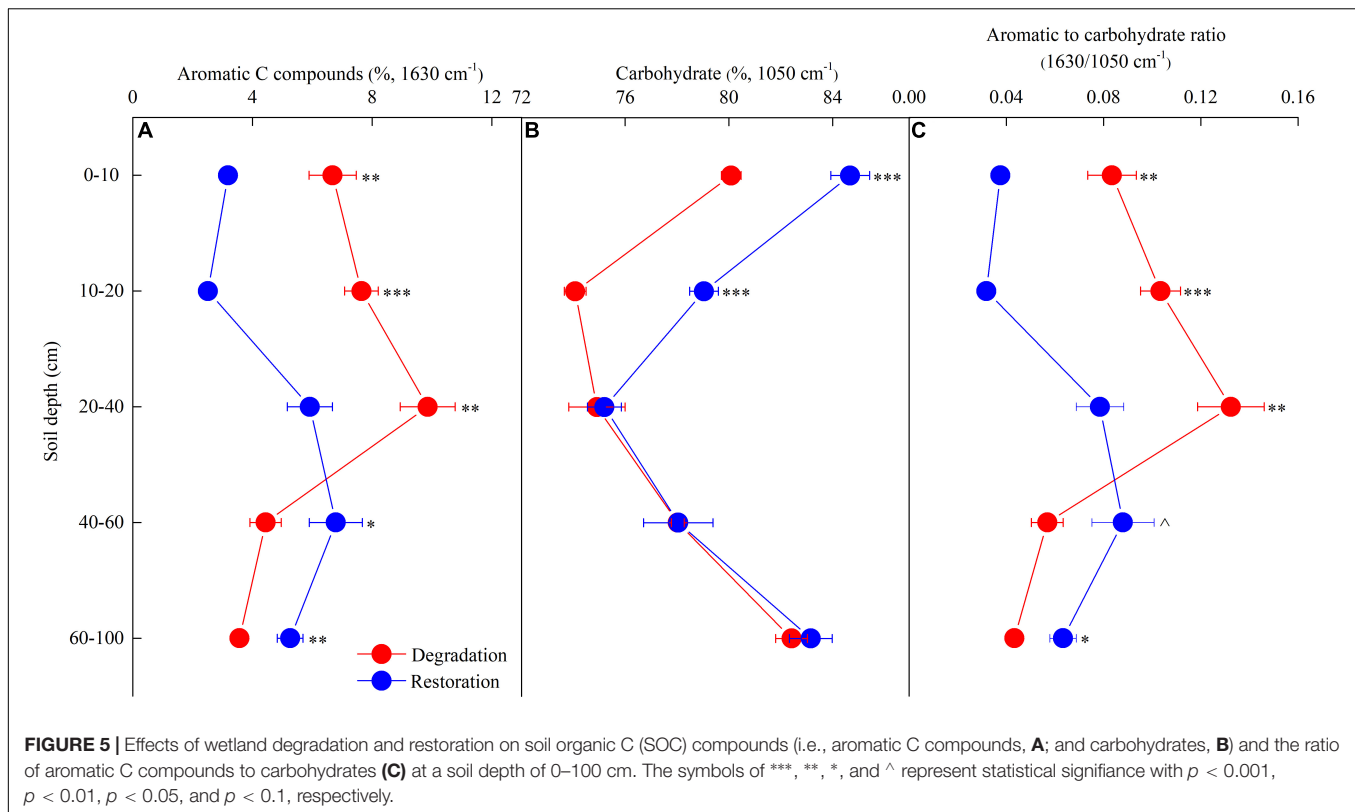 Aromatic to carbohydrate ratio
Aromatic C compounds (%, 1630 cm⁻¹) Carbohydrate (%, 1050 cm⁻¹) (1630/1050 cm⁻¹)
0 4 8 12 72 76 80 84 0.00 0.04 0.08 0.12 0.16
A B C
0-10 ** *** **
10-20 *** *** ***
20-40 ** **
40-60 * ^
60-100 ** *
Soil depth (cm)
Degradation
Restoration
FIGURE 5 | Effects of wetland degradation and restoration on soil organic C (SOC) compounds (i.e., aromatic C compounds, A; and carbohydrates, B) and the ratio
of aromatic C compounds to carbohydrates (C) at a soil depth of 0–100 cm. The symbols of ***, **, *, and ^ represent statistical signifiance with p < 0.001,
p < 0.01, p < 0.05, and p < 0.1, respectively.